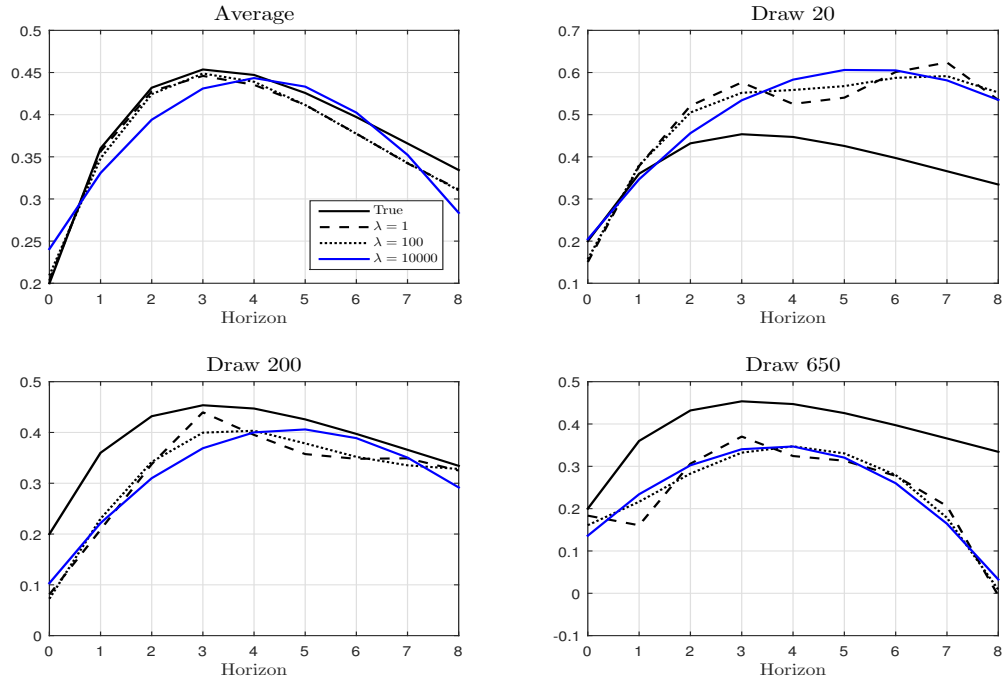 Average
0.5
0.45
0.4
0.35
0.3
0.25
0.2
0 1 2 3 4 5 6 7 8
Horizon
True
λ = 1
λ = 100
λ = 10000
Draw 20
0.7
0.6
0.5
0.4
0.3
0.2
0.1
0 1 2 3 4 5 6 7 8
Horizon
Draw 200
0.5
0.4
0.3
0.2
0.1
0
0 1 2 3 4 5 6 7 8
Horizon
Draw 650
0.5
0.4
0.3
0.2
0.1
0
-0.1
0 1 2 3 4 5 6 7 8
Horizon